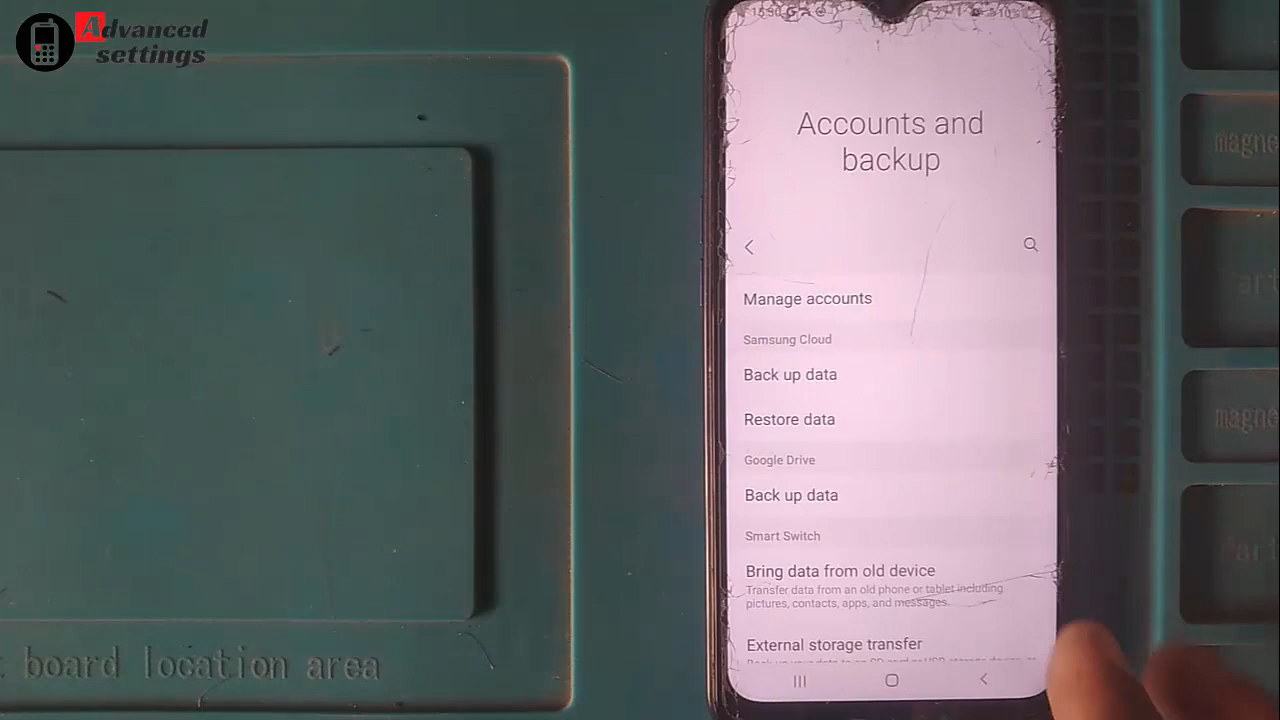 Advanced
settings
Accounts and
backup
Manage accounts
Samsung Cloud
Back up data
Restore data
Google Drive
Back up data
Smart Switch
Bring data from old device
Transfer data from an old phone or tablet including
pictures, contacts, apps, and messages.
External storage transfer
board location area
magne
magne